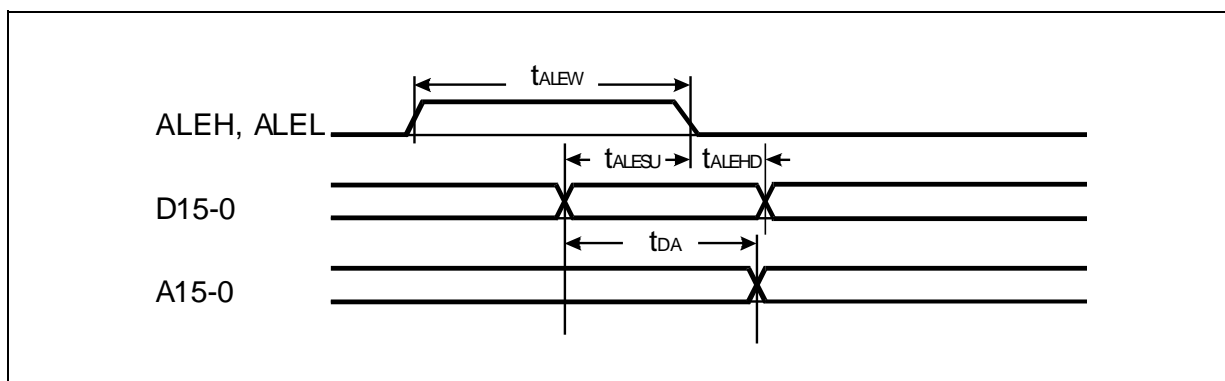 tALEW
ALEH, ALEL
tALESU tALEHD
D15-0
tDA
A15-0